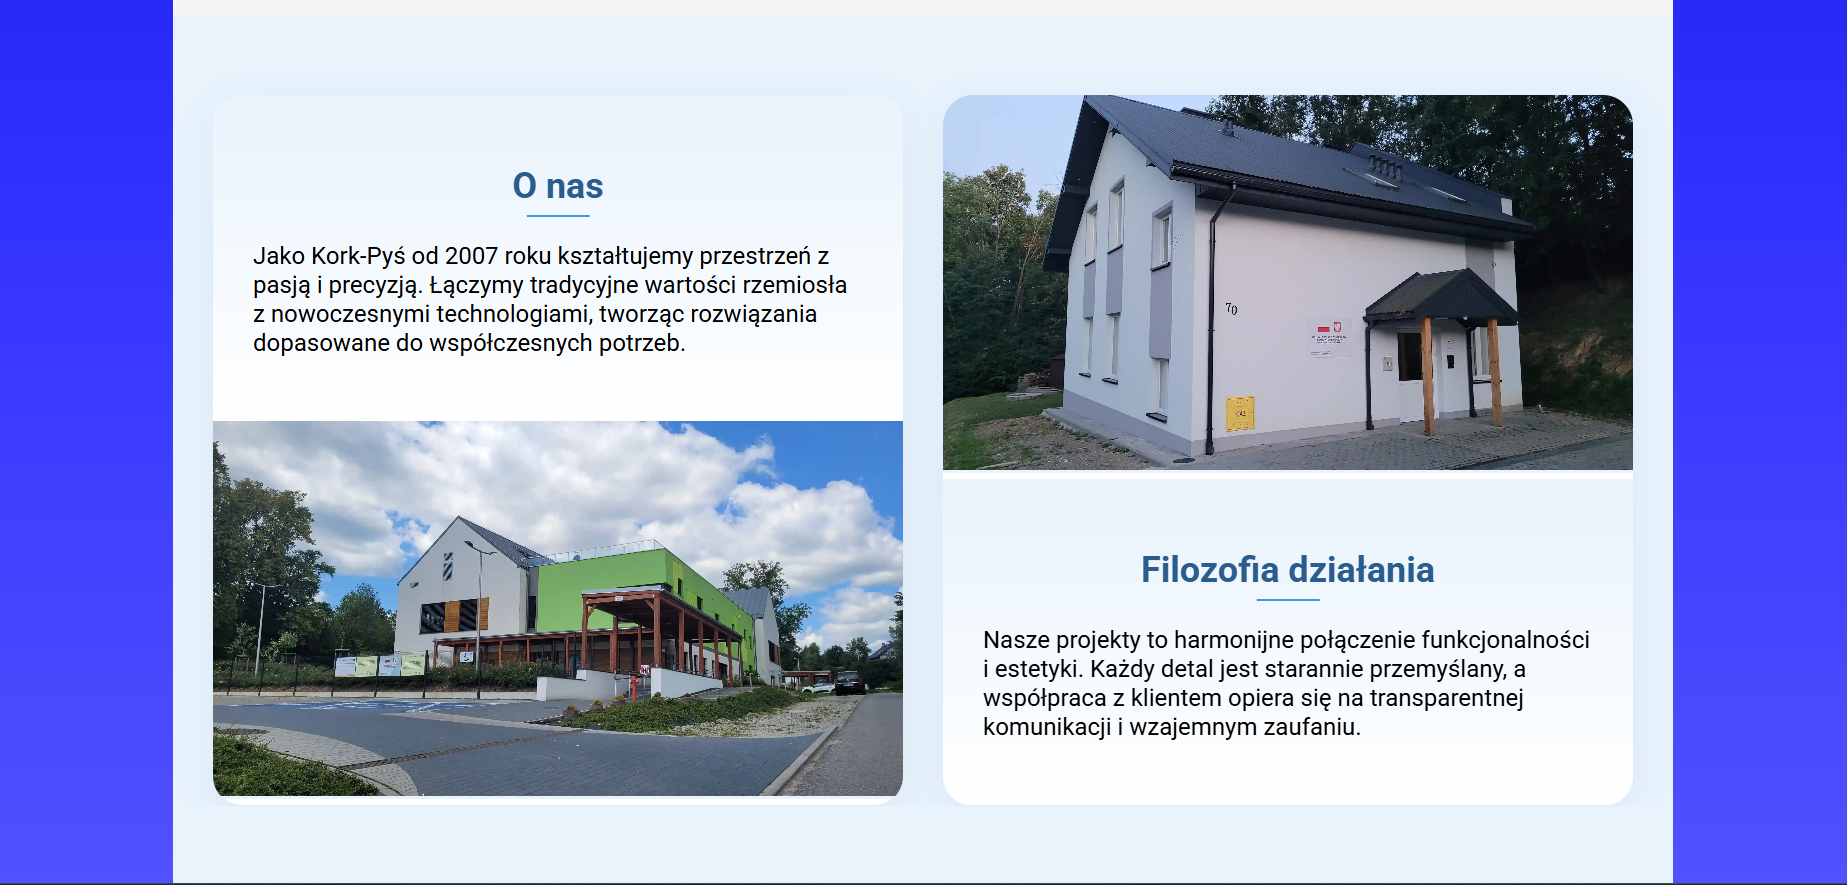 O nas
Jako Kork-Pyś od 2007 roku kształtujemy przestrzeń z
pasją i precyzją. Łączymy tradycyjne wartości rzemiosła
z nowoczesnymi technologiami, tworząc rozwiązania
dopasowane do współczesnych potrzeb.
70
GAZ
Filozofia działania
Nasze projekty to harmonijne połączenie funkcjonalności
i estetyki. Każdy detal jest starannie przemyślany, a
współpraca z klientem opiera się na transparentnej
komunikacji i wzajemnym zaufaniu.